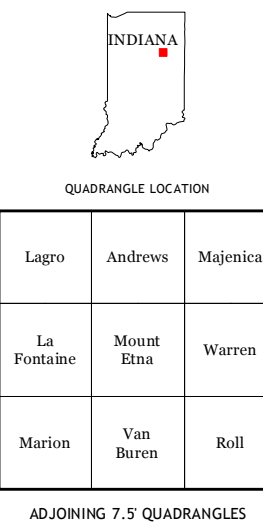 INDIANA
QUADRANGLE LOCATION
Lagro Andrews Majenica
La Fontaine
Mount Etna
Warren
Marion
Van Buren
Roll
ADJOINING 7.5' QUADRANGLES